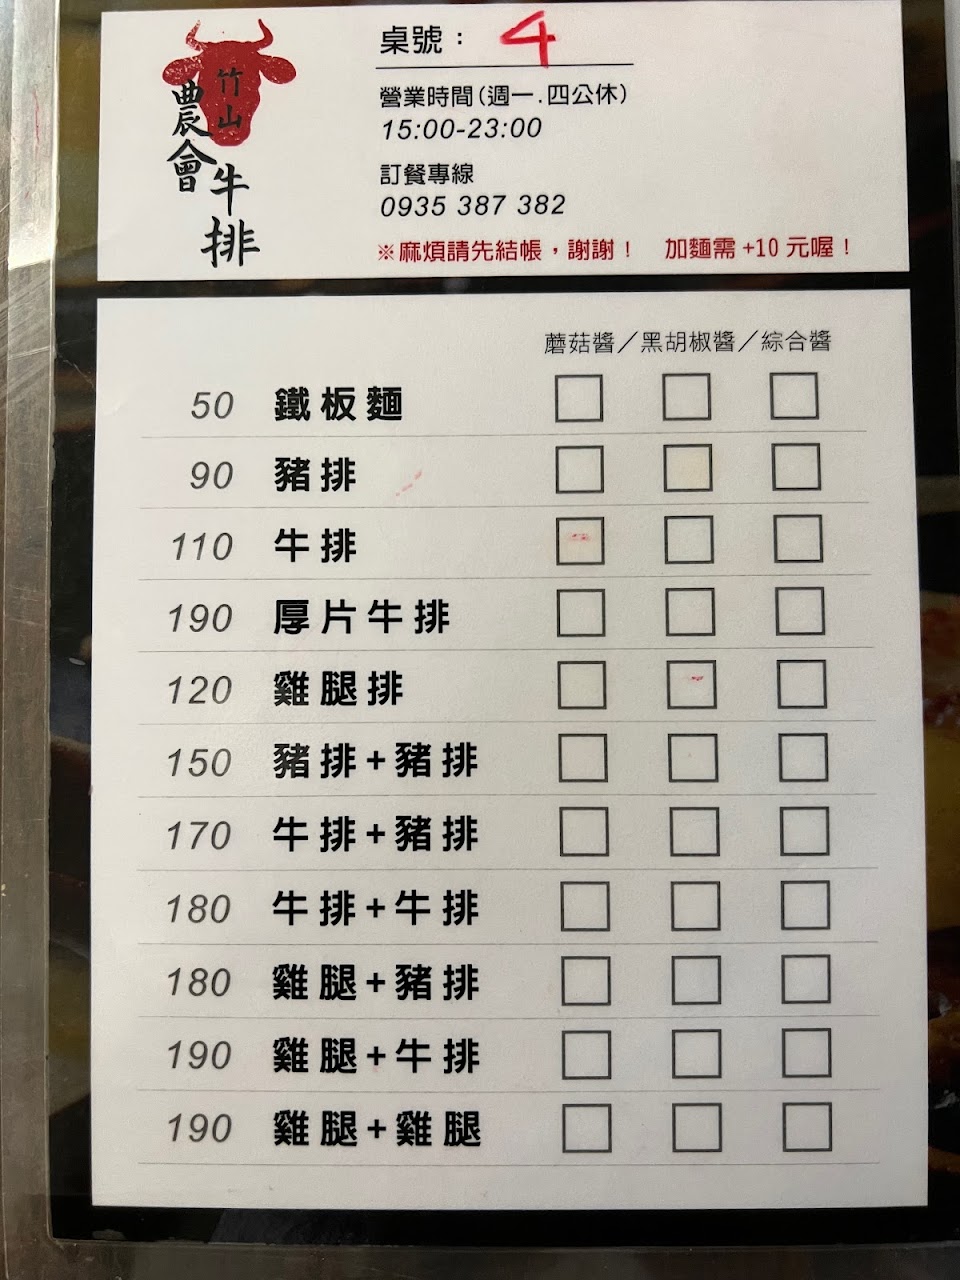 竹山
農會
牛排
桌號： 4
營業時間(週一.四公休)
15:00-23:00
訂餐專線
0935 387 382
※麻煩請先結帳，謝謝！ 加麵需+10元喔！
蘑菇醬／黑胡椒醬／綜合醬
50 鐵板麵
90 豬排
110 牛排
190 厚片牛排
120 雞腿排
150 豬排+豬排
170 牛排+豬排
180 牛排+牛排
180 雞腿+豬排
190 雞腿+牛排
190 雞腿+雞腿